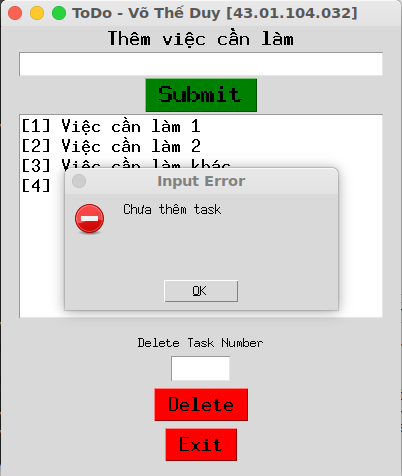 ToDo - Võ Thế Duy [43.01.104.032]
Thêm việc cần làm
Submit
[1] Việc cần làm 1
[2] Việc cần làm 2
[3] Việc cần làm khác
[4]
Input Error
Chưa thêm task
OK
Delete Task Number
Delete
Exit